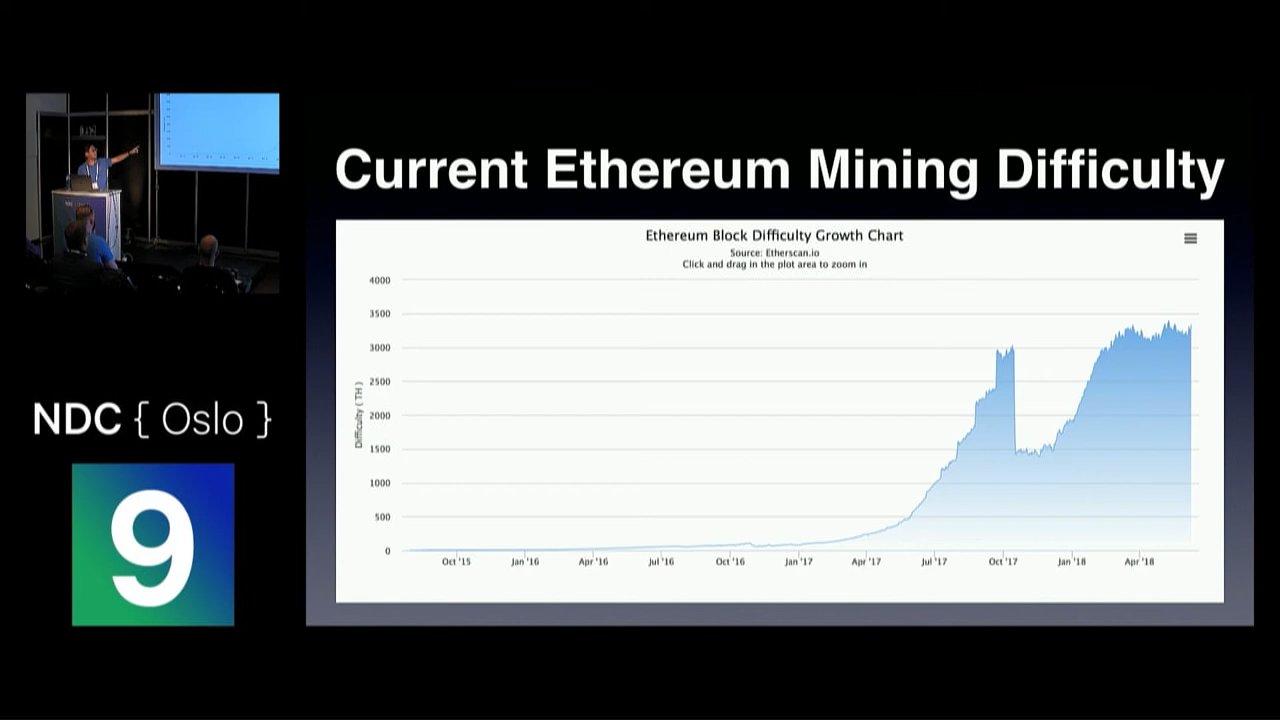 Current Ethereum Mining Difficulty
Ethereum Block Difficulty Growth Chart
Source: Etherscan.io
Click and drag in the plot area to zoom in
4000
3500
3000
2500
2000
1500
1000
500
0
Difficulty ( TH )
Oct '15 Jan '16 Apr '16 Jul '16 Oct '16 Jan '17 Apr '17 Jul '17 Oct '17 Jan '18 Apr '18
NDC { Oslo }
9